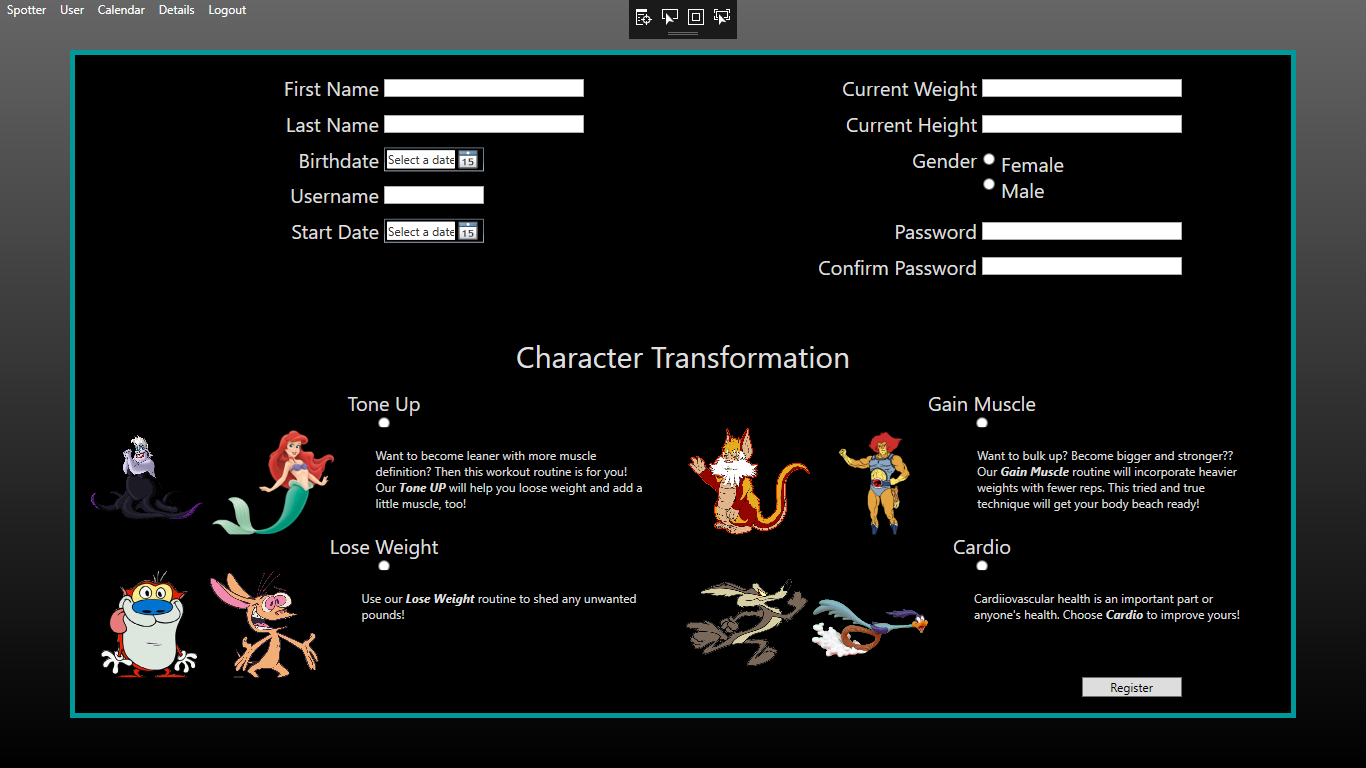 Spotter User Calendar Details Logout
First Name
Last Name
Birthdate Select a date 15
Username
Start Date Select a date 15
Current Weight
Current Height
Gender Female
Male
Password
Confirm Password
Character Transformation
Tone Up
Want to become leaner with more muscle
definition? Then this workout routine is for you!
Our Tone UP will help you loose weight and add a
little muscle, too!
Gain Muscle
Want to bulk up? Become bigger and stronger??
Our Gain Muscle routine will incorporate heavier
weights with fewer reps. This tried and true
technique will get your body beach ready!
Lose Weight
Use our Lose Weight routine to shed any unwanted
pounds!
Cardio
Cardiiovascular health is an important part or
anyone's health. Choose Cardio to improve yours!
Register